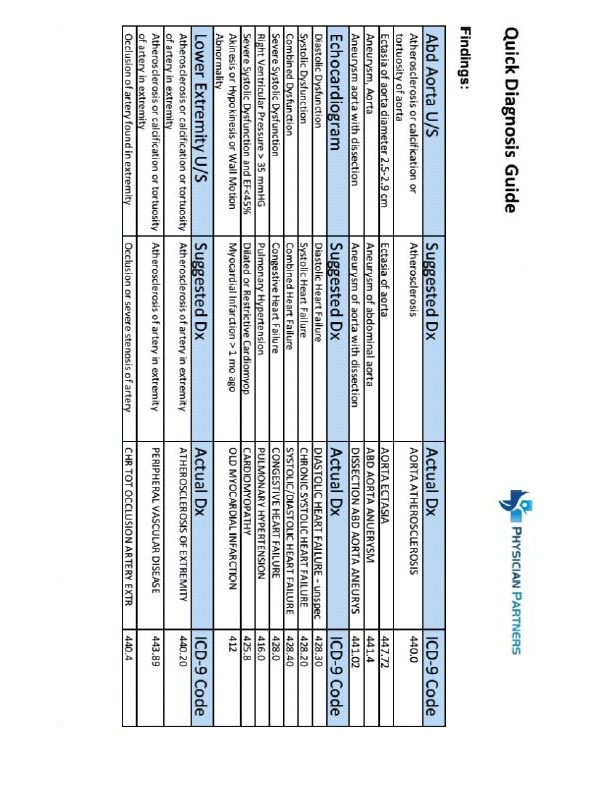 Quick Diagnosis Guide
PHYSICIAN PARTNERS
Findings:
Abd Aorta U/S Suggested Dx Actual Dx ICD-9 Code
Atherosclerosis or calcification or Atherosclerosis AORTA ATHEROSCLEROSIS 440.0
tortuosity of aorta
Ectasia of aorta diameter 2.5-2.9 cm Ectasia of aorta AORTA ECTASIA 447.72
Aneurysm, Aorta Aneurysm of abdominal aorta ABD AORTA ANUERYSM 441.4
Aneurysm aorta with dissection Aneurysm of aorta with dissection DISSECTION ABD AORTA ANEURYS 441.02
Echocardiogram Suggested Dx Actual Dx ICD-9 Code
Diastolic Dysfunction Diastolic Heart Failure DIASTOLIC HEART FAILURE - unspec 428.30
Systolic Dysfunction Systolic Heart Failure CHRONIC SYSTOLIC HEART FAILURE 428.20
Combined Dysfunction Combined Heart Failure SYSTOLIC/DIASTOLIC HEART FAILURE 428.40
Severe Systolic Dysfunction Congestive Heart Failure CONGESTIVE HEART FAILURE 428.0
Right Ventricular Pressure > 35 mmHG Pulmonary Hypertension PULMONARY HYPERTENSION 416.0
Severe Systolic Dysfunction and EF<45% Dilated or Restrictive Cardiomyop CARDIOMYOPATHY 425.8
Akinesis or Hypokinesis or Wall Motion Myocardial Infarction > 1 mo ago OLD MYOCARDIAL INFARCTION 412
Abnormality
Lower Extremity U/S Suggested Dx Actual Dx ICD-9 Code
Atherosclerosis or calcification or tortuosity Atherosclerosis of artery in extremity ATHEROSCLEROSIS OF EXTREMITY 440.20
of artery in extremity
Atherosclerosis or calcification or tortuosity Atherosclerosis of artery in extremity PERIPHERAL VASCULAR DISEASE 443.89
of artery in extremity
Occlusion of artery found in extremity Occlusion or severe stenosis of artery CHR TOT OCCLUSION ARTERY EXTR 440.4